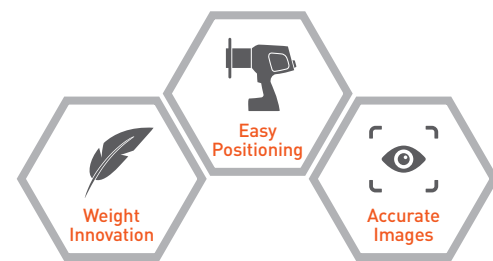 Easy
Positioning
Weight
Innovation
Accurate
Images